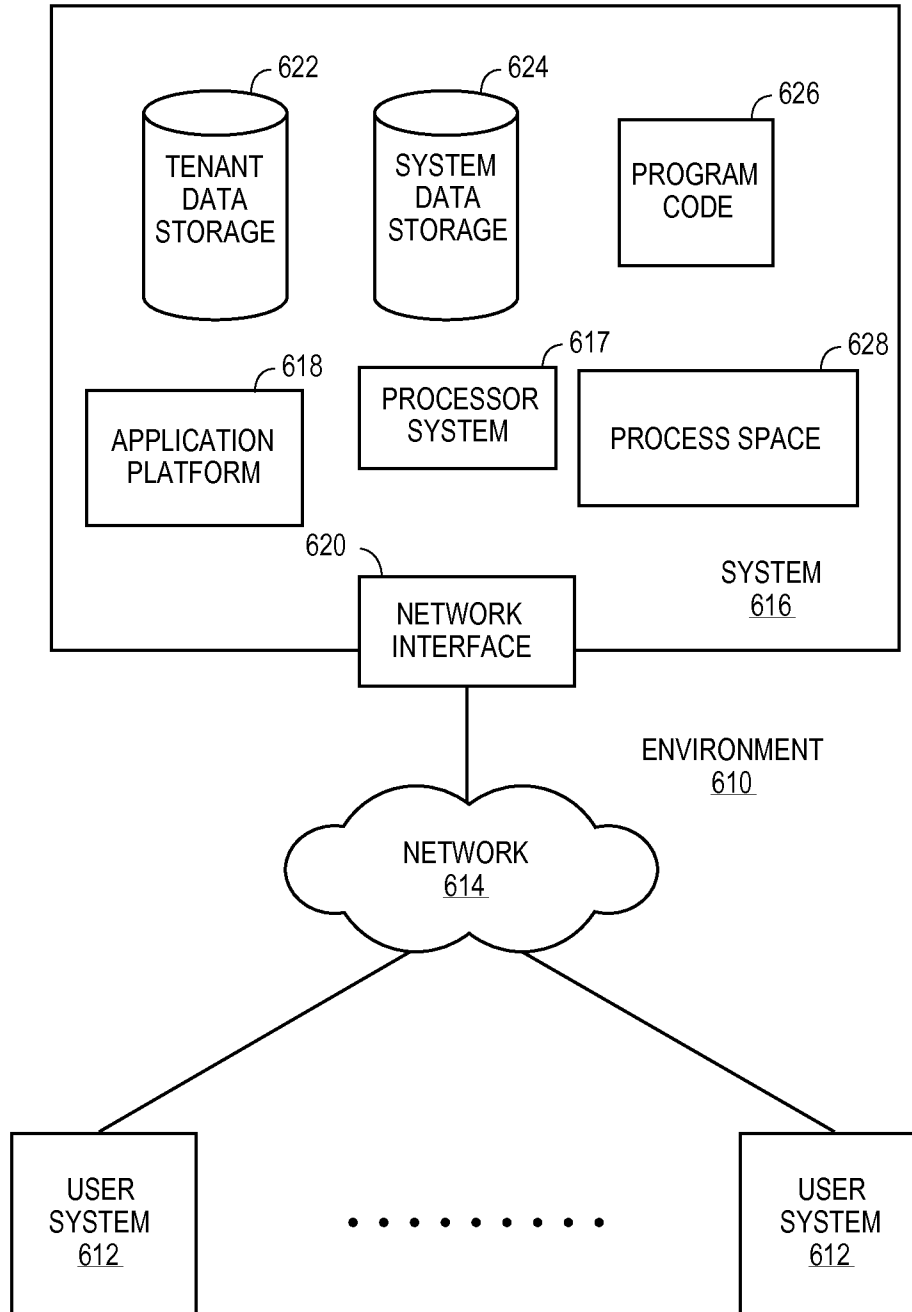 622
624
626
TENANT
DATA
STORAGE
SYSTEM
DATA
STORAGE
PROGRAM
CODE
618
617
628
APPLICATION
PLATFORM
PROCESSOR
SYSTEM
PROCESS SPACE
620
NETWORK
INTERFACE
SYSTEM
616
ENVIRONMENT
610
NETWORK
614
USER
SYSTEM
612
USER
SYSTEM
612